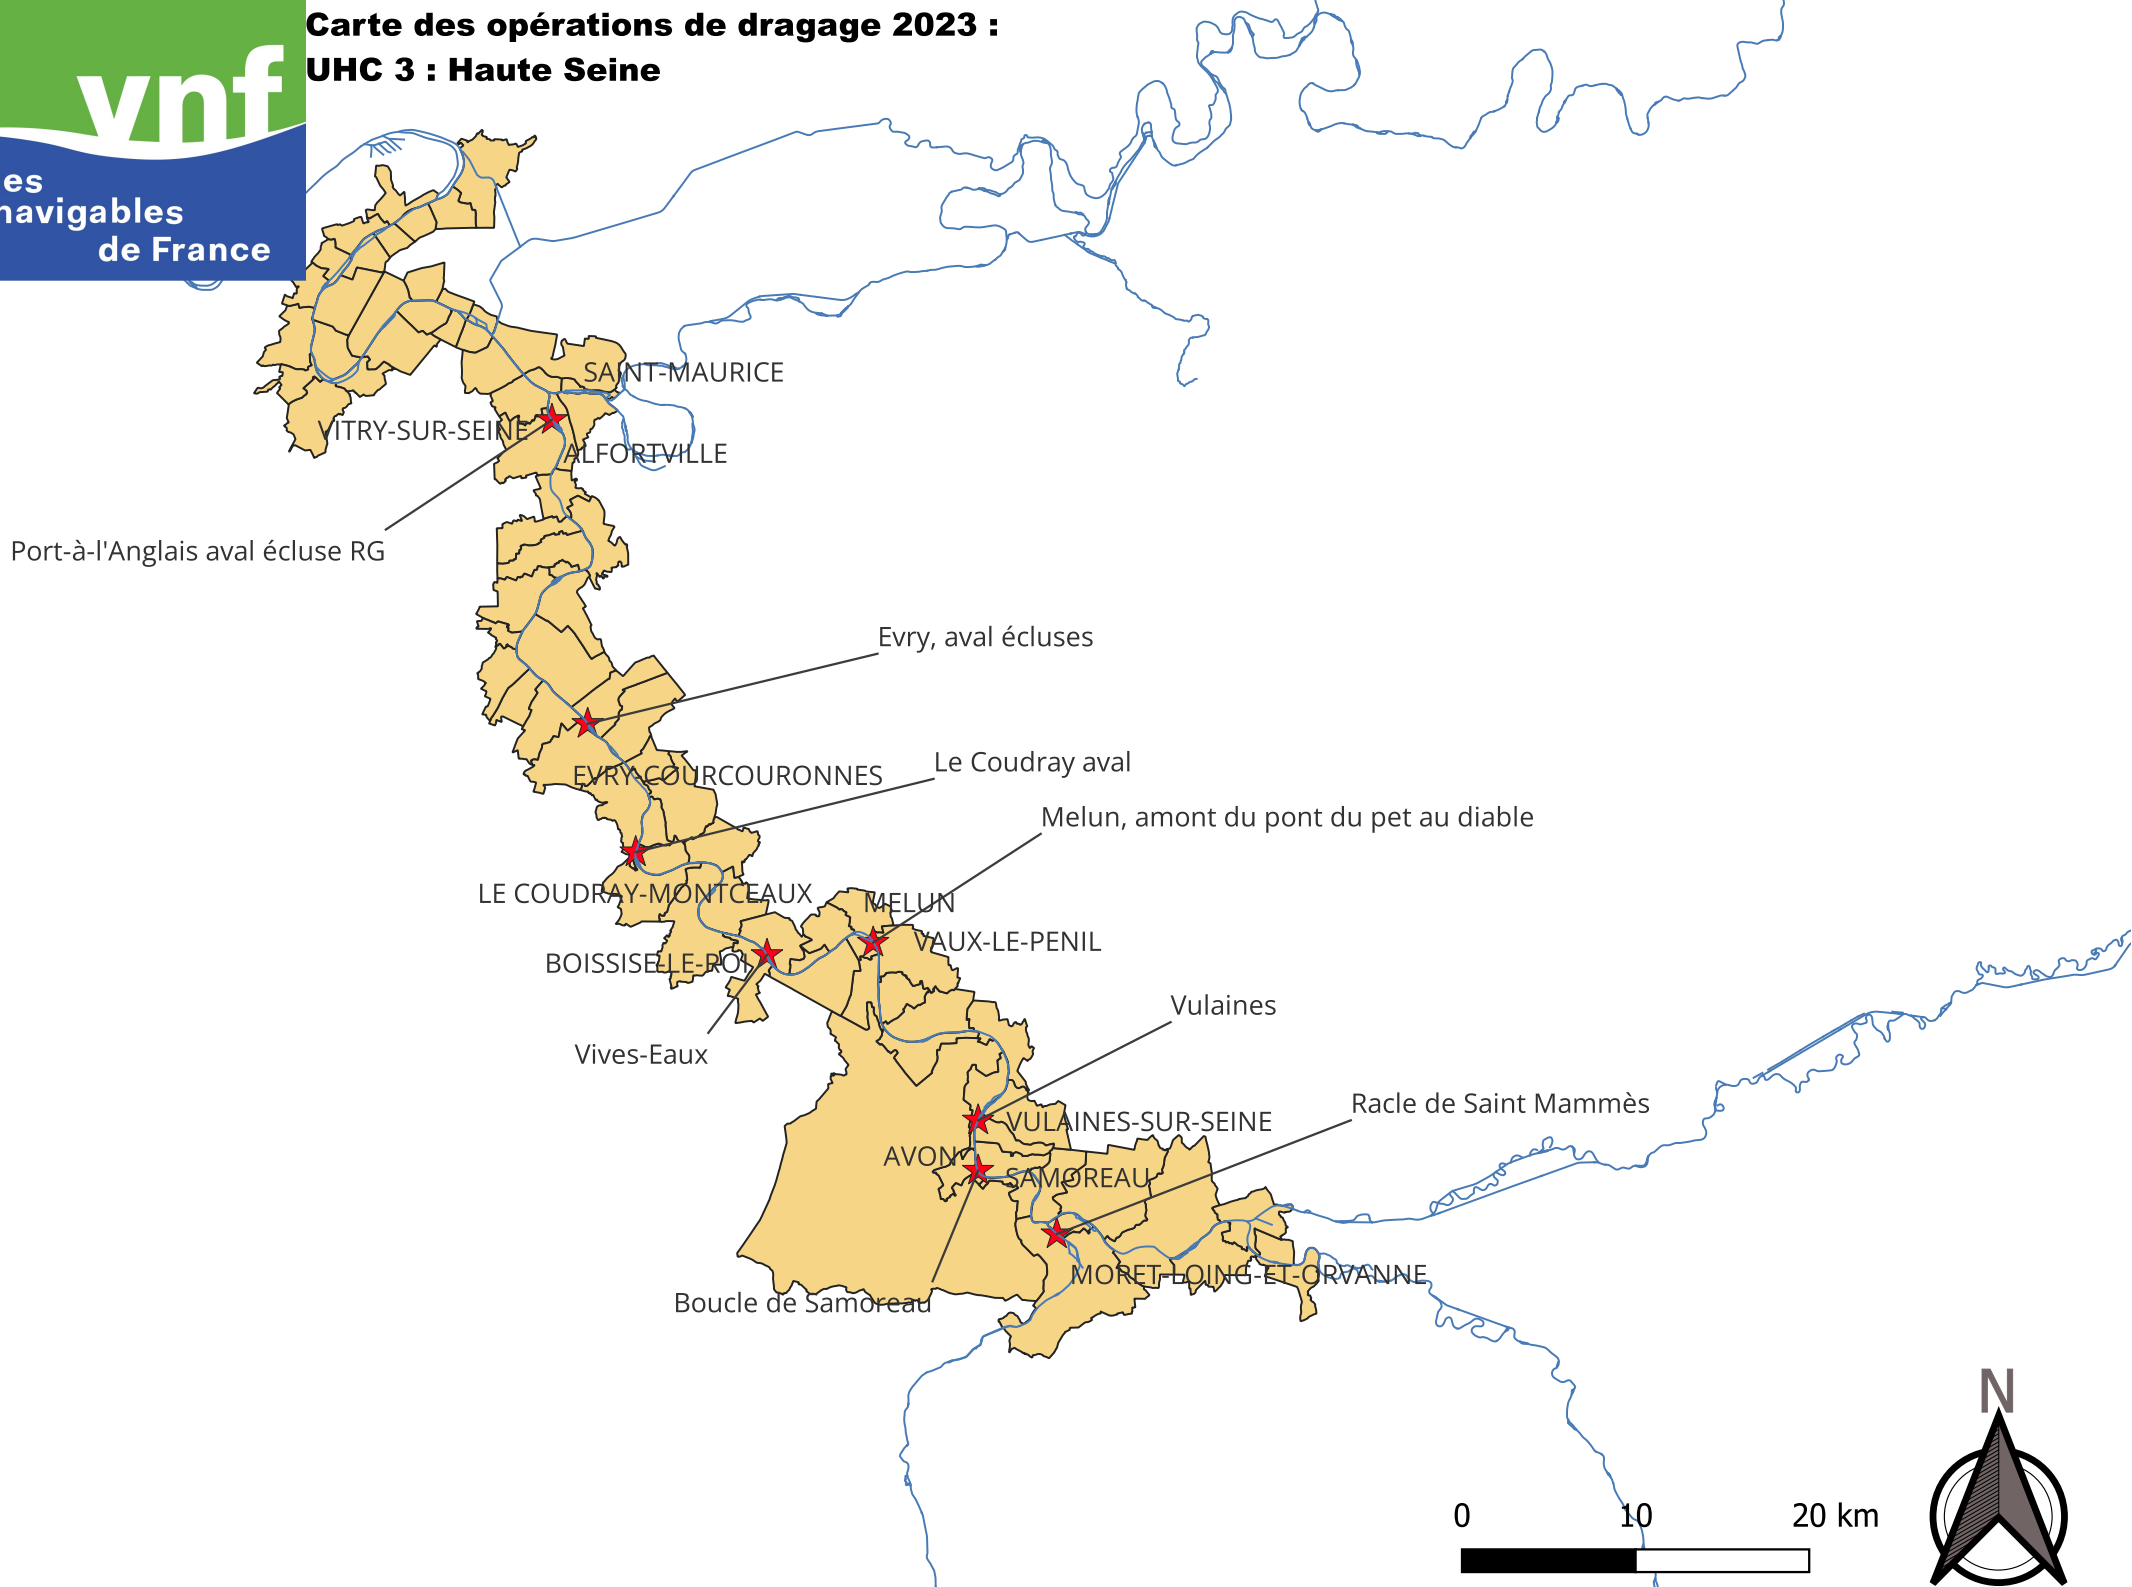 Carte des opérations de dragage 2023 :
UHC 3 : Haute Seine
vnf
es
navigables
de France
SAINT-MAURICE
VITRY-SUR-SEINE
ALFORTVILLE
Port-à-l'Anglais aval écluse RG
Evry, aval écluses
Le Coudray aval
EVRY-COURCOURONNES
Melun, amont du pont du pet au diable
LE COUDRAY-MONTCEAUX
MELUN
VAUX-LE-PENIL
BOISSISE-LE-ROI
Vulaines
Vives-Eaux
Racle de Saint Mammès
VULAINES-SUR-SEINE
AVON
SAMOREAU
MORET-LOING-ET-ORVANNE
Boucle de Samoreau
N
0 10 20 km